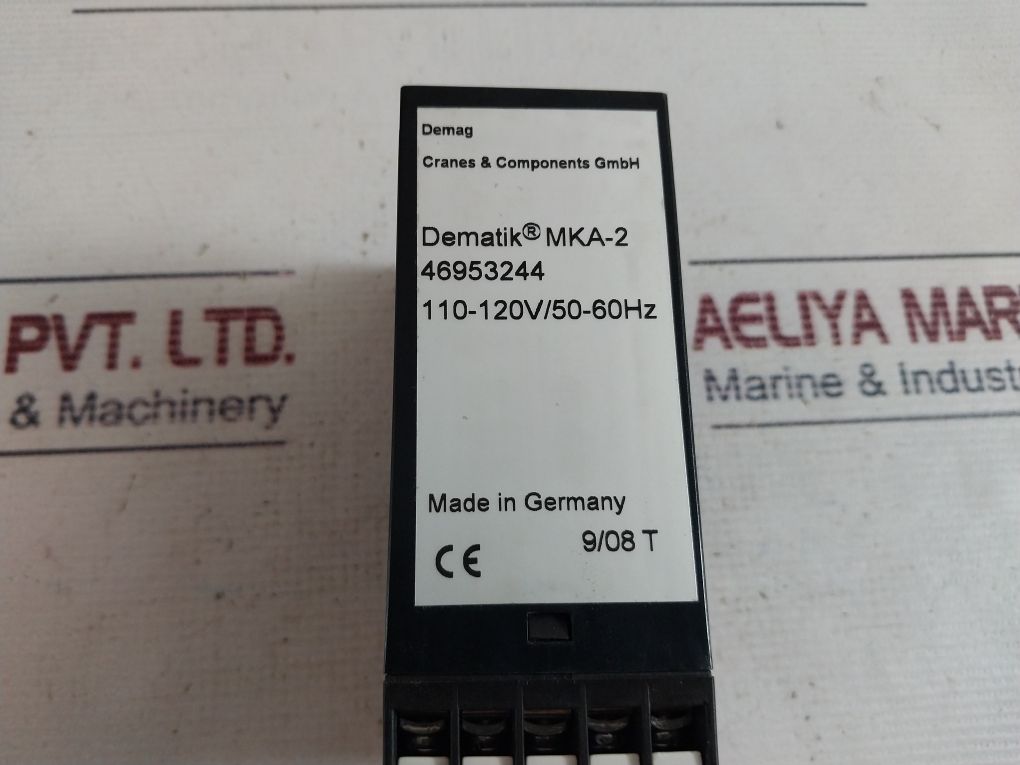 Demag
Cranes & Components GmbH
Dematik® MKA-2
46953244
110-120V/50-60Hz
Made in Germany
9/08 T
CE
PVT. LTD.
& Machinery
AELIYA MAR
Marine & Indust